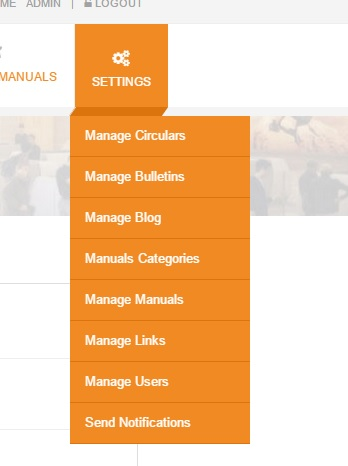 ME ADMIN | LOGOUT
MANUALS
SETTINGS
Manage Circulars
Manage Bulletins
Manage Blog
Manuals Categories
Manage Manuals
Manage Links
Manage Users
Send Notifications